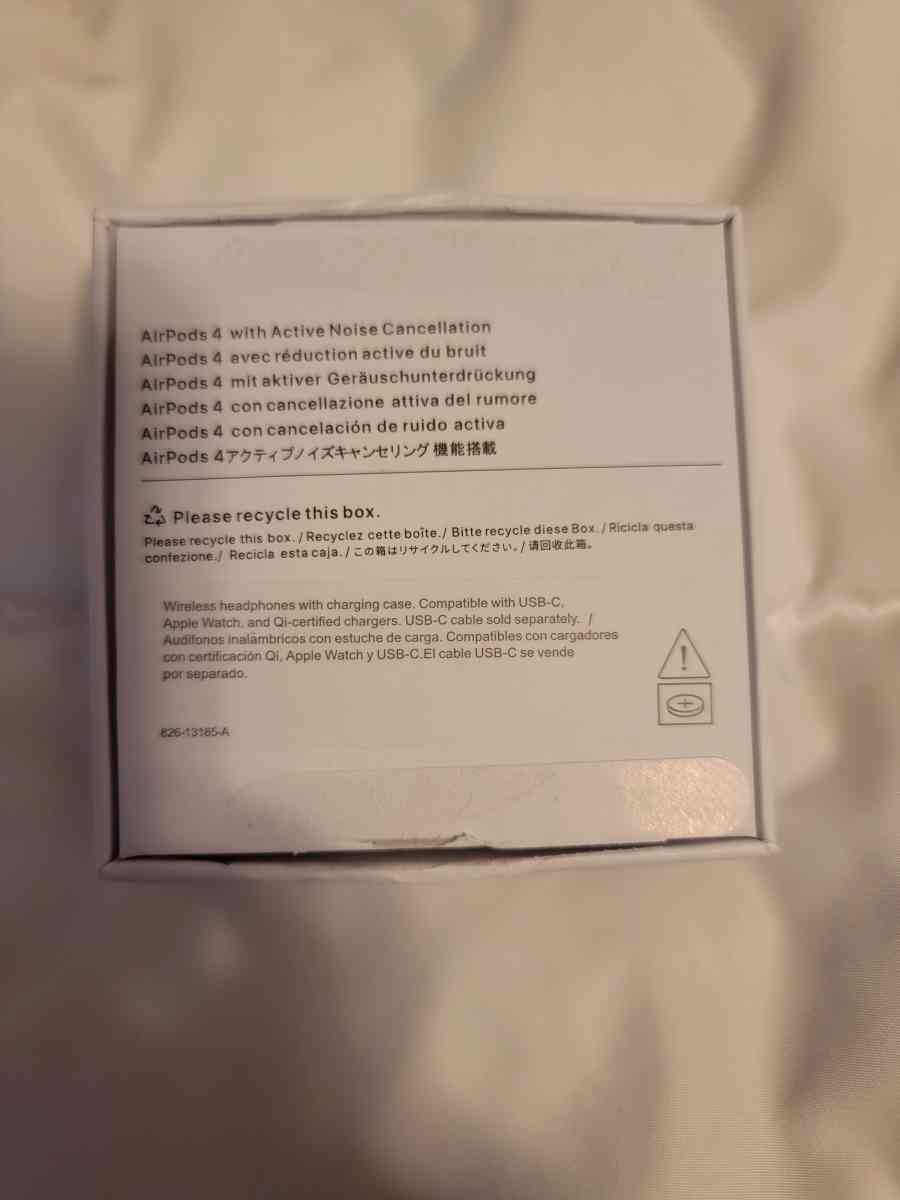 AirPods 4 with Active Noise Cancellation
AirPods 4 avec réduction active du bruit
AirPods 4 mit aktiver Geräuschunterdrückung
AirPods 4 con cancellazione attiva del rumore
AirPods 4 con cancelación de ruido activa
AirPods 4アクティブノイズキャンセリング 機能搭載
Please recycle this box.
Please recycle this box. / Recyclez cette boîte. / Bitte recycle diese Box. / Ricicla questa
confezione. / Recicla esta caja. / この箱はリサイクルしてください。/ 请回收此箱。
Wireless headphones with charging case. Compatible with USB-C,
Apple Watch, and Qi-certified chargers. USB-C cable sold separately. /
Audífonos inalámbricos con estuche de carga. Compatibles con cargadores
con certificación Qi, Apple Watch y USB-C.El cable USB-C se vende
por separado.
826-13185-A